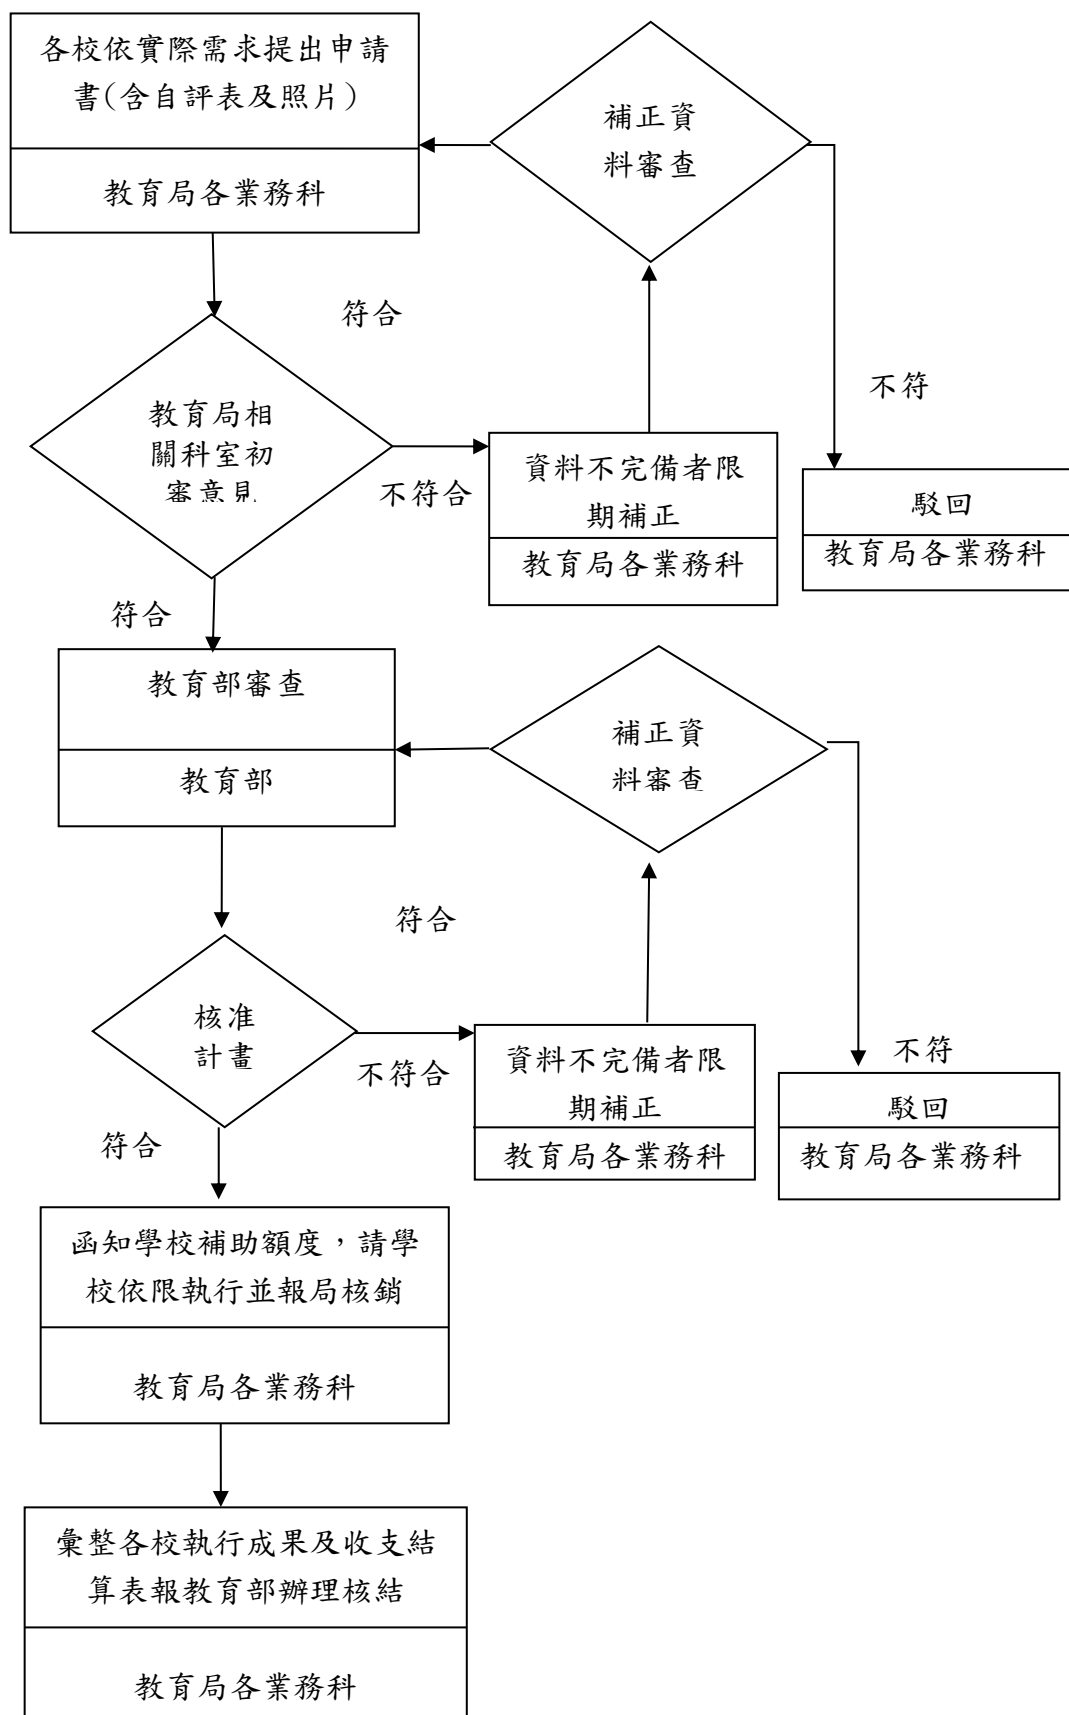 各校依實際需求提出申請
書(含自評表及照片)
教育局各業務科
補正資
料審查
符合
不符
教育局相
關科室初
審意見
不符合
資料不完備者限
期補正
教育局各業務科
駁回
教育局各業務科
符合
教育部審查
教育部
補正資
料審查
符合
核准
計畫
不符合
資料不完備者限
期補正
教育局各業務科
不符
駁回
教育局各業務科
符合
函知學校補助額度，請學
校依限執行並報局核銷
教育局各業務科
彙整各校執行成果及收支結
算表報教育部辦理核結
教育局各業務科